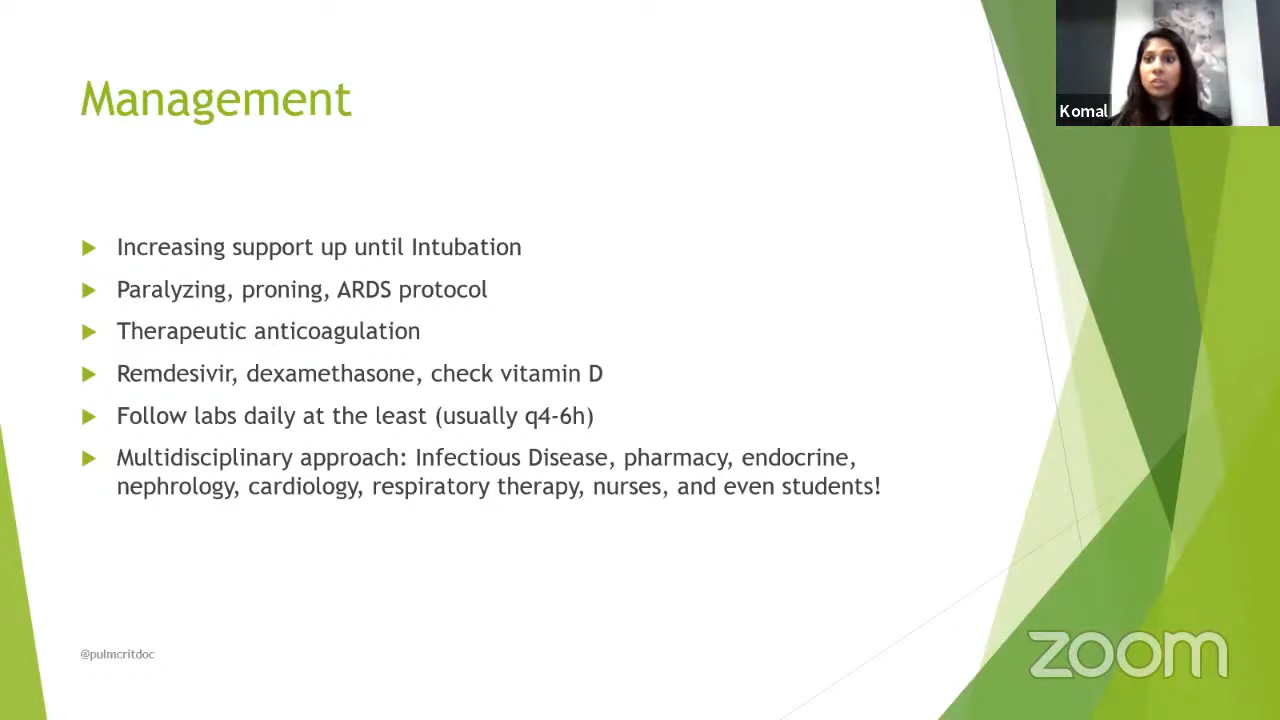 Management
Komal
Increasing support up until Intubation
Paralyzing, proning, ARDS protocol
Therapeutic anticoagulation
Remdesivir, dexamethasone, check vitamin D
Follow labs daily at the least (usually q4-6h)
Multidisciplinary approach: Infectious Disease, pharmacy, endocrine,
nephrology, cardiology, respiratory therapy, nurses, and even students!
@pulmcritdoc
zoom